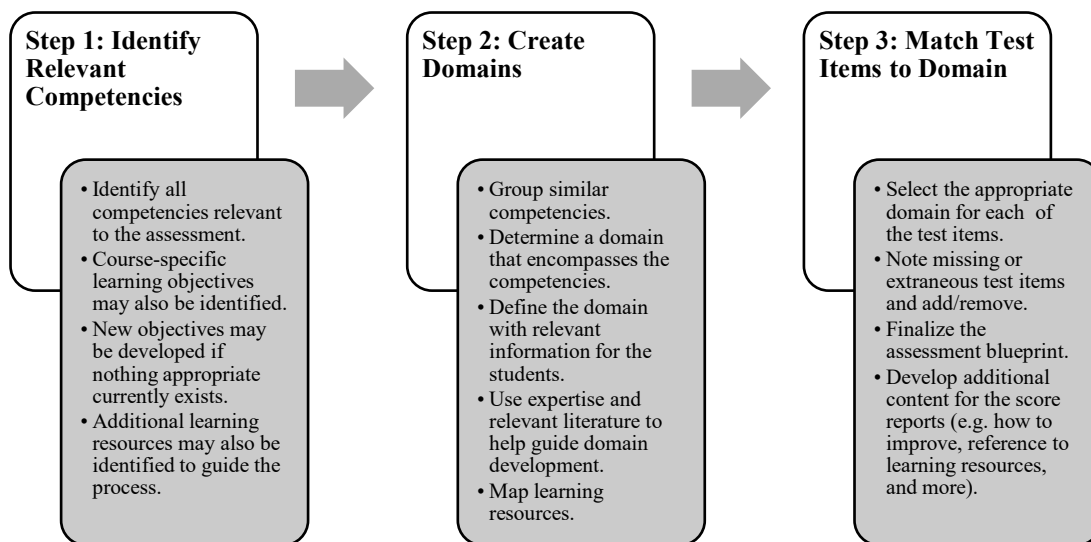 Step 1: Identify
Relevant
Competencies
• Identify all
competencies relevant
to the assessment.
• Course-specific
learning objectives
may also be identified.
• New objectives may
be developed if
nothing appropriate
currently exists.
• Additional learning
resources may also be
identified to guide the
process.
Step 2: Create
Domains
• Group similar
competencies.
• Determine a domain
that encompasses the
competencies.
• Define the domain
with relevant
information for the
students.
• Use expertise and
relevant literature to
help guide domain
development.
• Map learning
resources.
Step 3: Match Test
Items to Domain
• Select the appropriate
domain for each of
the test items.
• Note missing or
extraneous test items
and add/remove.
• Finalize the
assessment blueprint.
• Develop additional
content for the score
reports (e.g. how to
improve, reference to
learning resources,
and more).